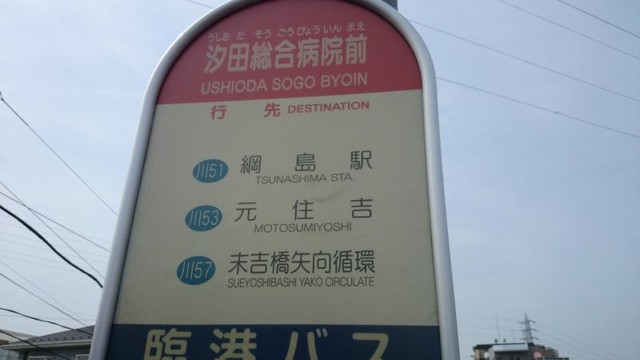 うしおだそうごうびょういんまえ
汐田総合病院前
USHIODA SOGO BYOIN
行先 DESTINATION
川51 綱島駅
TSUNASHIMA STA.
川53 元住吉
MOTOSUMIYOSHI
川57 末吉橋矢向循環
SUEYOSHIBASHI YAKO CIRCULATE
臨港バス